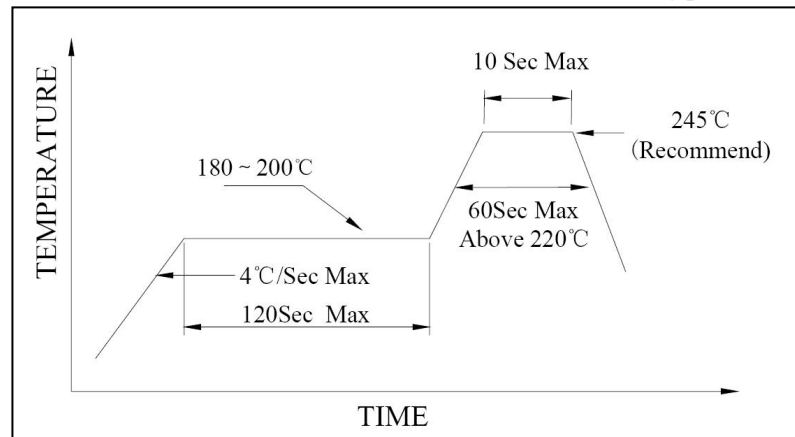 10 Sec Max
245℃
(Recommend)
180 ~ 200℃
60Sec Max
Above 220℃
4℃/Sec Max
120Sec Max
TEMPERATURE
TIME